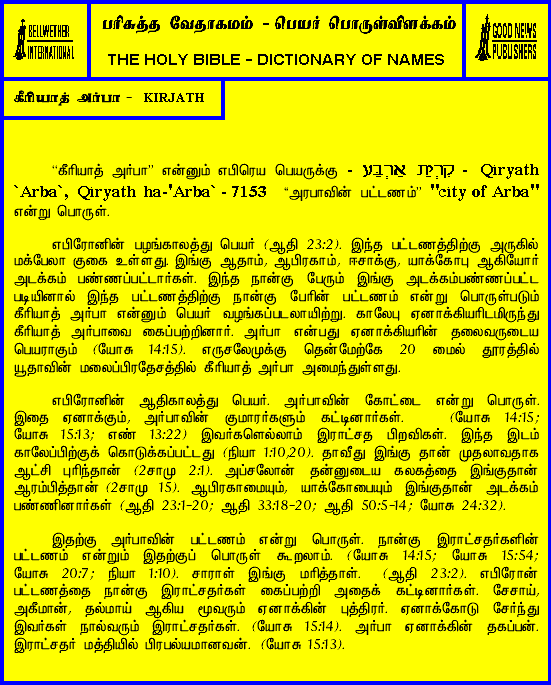 BELLWETHER
INTERNATIONAL
பரிசுத்த வேதாகமம் - பெயர் பொருள்விளக்கம்
THE HOLY BIBLE - DICTIONARY OF NAMES
GOOD NEWS
PUBLISHERS
கீரியாத் அர்பா - KIRJATH
"கீரியாத் அர்பா" என்னும் எபிரெய பெயருக்கு - קִרְיַת אַרְבַּע - Qiryath
`Arba`, Qiryath ha-'Arba` - 7153 "அரபாவின் பட்டணம்" "city of Arba"
என்று பொருள்.
எபிரோனின் பழங்காலத்து பெயர் (ஆதி 23:2). இந்த பட்டணத்திற்கு அருகில்
மக்பேலா குகை உள்ளது. இங்கு ஆதாம், ஆபிரகாம், ஈசாக்கு, யாக்கோபு ஆகியோர்
அடக்கம் பண்ணப்பட்டார்கள். இந்த நான்கு பேரும் இங்கு அடக்கம்பண்ணப்பட்ட
படியினால் இந்த பட்டணத்திற்கு நான்கு பேரின் பட்டணம் என்று பொருள்படும்
கீரியாத் அர்பா என்னும் பெயர் வழங்கப்படலாயிற்று. காலேபு ஏனாக்கியரிடமிருந்து
கீரியாத் அர்பாவை கைப்பற்றினார். அர்பா என்பது ஏனாக்கியரின் தலைவருடைய
பெயராகும் (யோசு 14:15). எருசலேமுக்கு தென்மேற்கே 20 மைல் தூரத்தில்
யூதாவின் மலைப்பிரதேசத்தில் கீரியாத் அர்பா அமைந்துள்ளது.
எபிரோனின் ஆதிகாலத்து பெயர். அர்பாவின் கோட்டை என்று பொருள்.
இதை ஏனாக்கும், அர்பாவின் குமாரர்களும் கட்டினார்கள். (யோசு 14:15;
யோசு 15:13; எண் 13:22) இவர்களெல்லாம் இராட்சத பிறவிகள். இந்த இடம்
காலேப்பிற்குக் கொடுக்கப்பட்டது (நியா 1:10,20). தாவீது இங்கு தான் முதலாவதாக
ஆட்சி புரிந்தான் (2சாமு 2:1). அப்சலோன் தன்னுடைய கலகத்தை இங்குதான்
ஆரம்பித்தான் (2சாமு 15). ஆபிரகாமையும், யாக்கோபையும் இங்குதான் அடக்கம்
பண்ணினார்கள் (ஆதி 23:1-20; ஆதி 33:18-20; ஆதி 50:5-14; யோசு 24:32).
இதற்கு அர்பாவின் பட்டணம் என்று பொருள். நான்கு இராட்சதர்களின்
பட்டணம் என்றும் இதற்குப் பொருள் கூறலாம். (யோசு 14:15; யோசு 15:54;
யோசு 20:7; நியா 1:10). சாராள் இங்கு மரித்தாள். (ஆதி 23:2). எபிரோன்
பட்டணத்தை நான்கு இராட்சதர்கள் கைப்பற்றி அதைக் கட்டினார்கள். சேசாய்,
அகீமான், தல்மாய் ஆகிய மூவரும் ஏனாக்கின் புத்திரர். ஏனாக்கோடு சேர்ந்து
இவர்கள் நால்வரும் இராட்சதர்கள். (யோசு 15:14). அர்பா ஏனாக்கின் தகப்பன்.
இராட்சதர் மத்தியில் பிரபல்யமானவன். (யோசு 15:13).